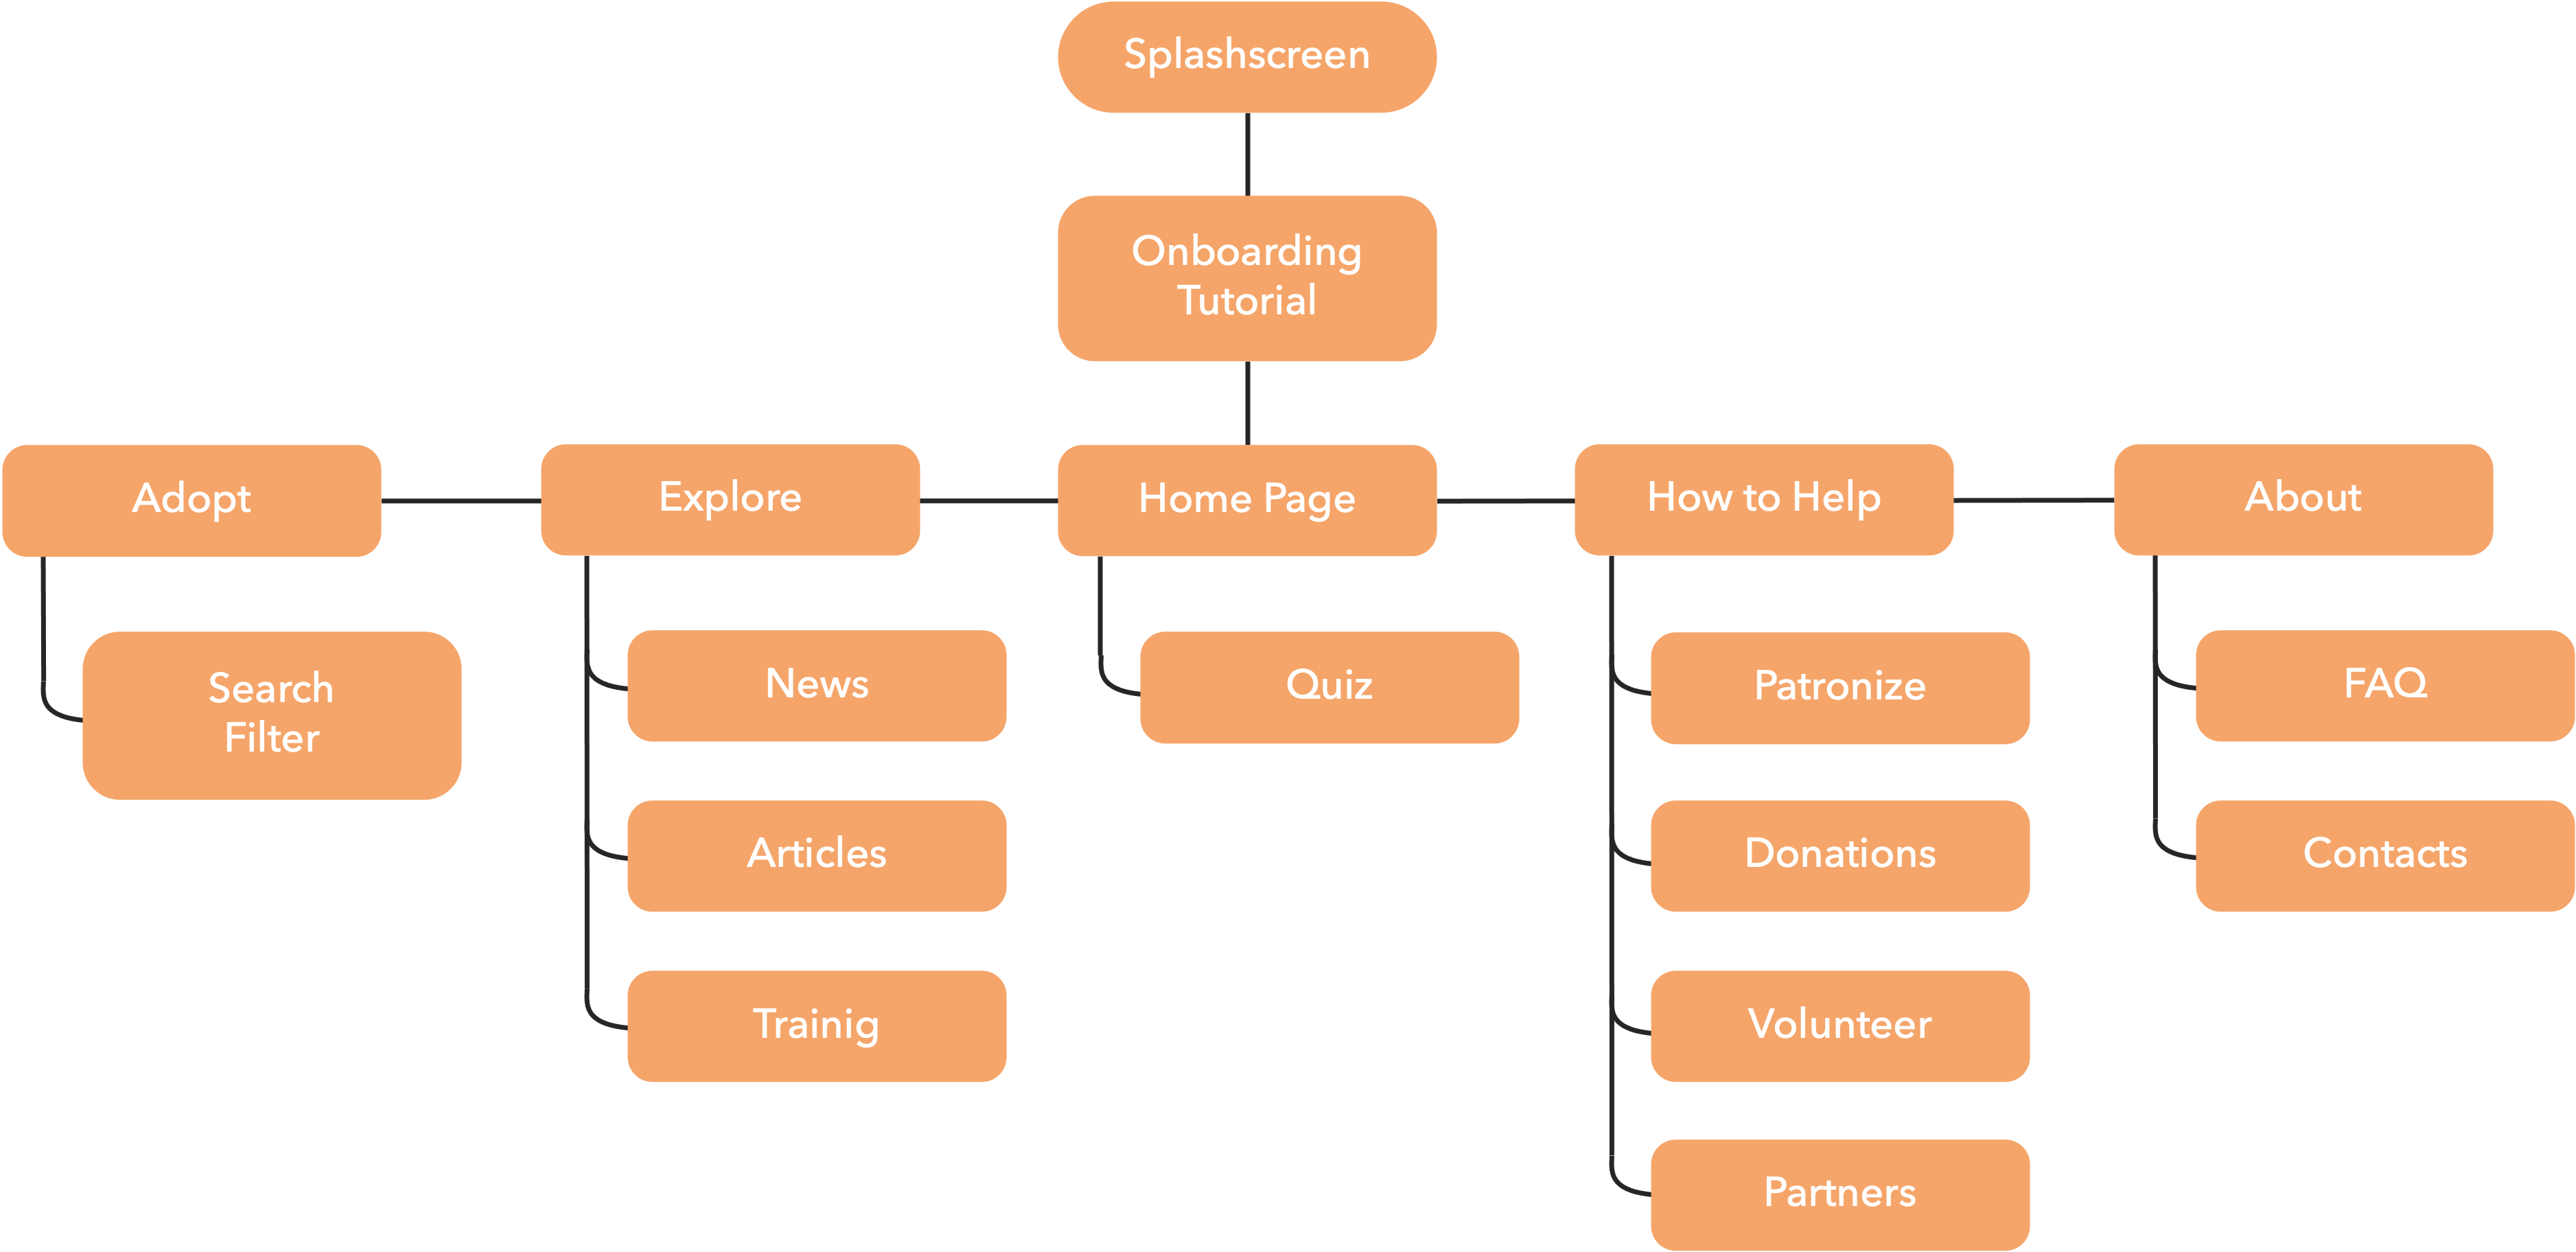 Splashscreen
Onboarding
Tutorial
Adopt
Explore
Home Page
How to Help
About
Search
Filter
News
Articles
Trainig
Quiz
Patronize
Donations
Volunteer
Partners
FAQ
Contacts